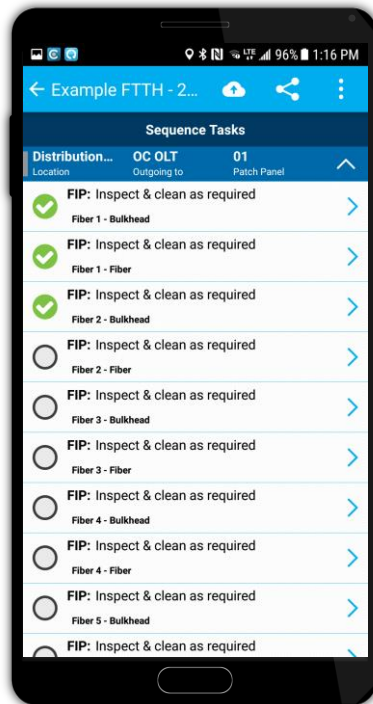 LTE 96% 1:16 PM
Example FTTH - 2...
Sequence Tasks
Distribution... OC OLT 01
Location Outgoing to Patch Panel
FIP: Inspect & clean as required
Fiber 1 - Bulkhead
FIP: Inspect & clean as required
Fiber 1 - Fiber
FIP: Inspect & clean as required
Fiber 2 - Bulkhead
FIP: Inspect & clean as required
Fiber 2 - Fiber
FIP: Inspect & clean as required
Fiber 3 - Bulkhead
FIP: Inspect & clean as required
Fiber 3 - Fiber
FIP: Inspect & clean as required
Fiber 4 - Bulkhead
FIP: Inspect & clean as required
Fiber 4 - Fiber
FIP: Inspect & clean as required
Fiber 5 - Bulkhead
FIP: Inspect & clean as required